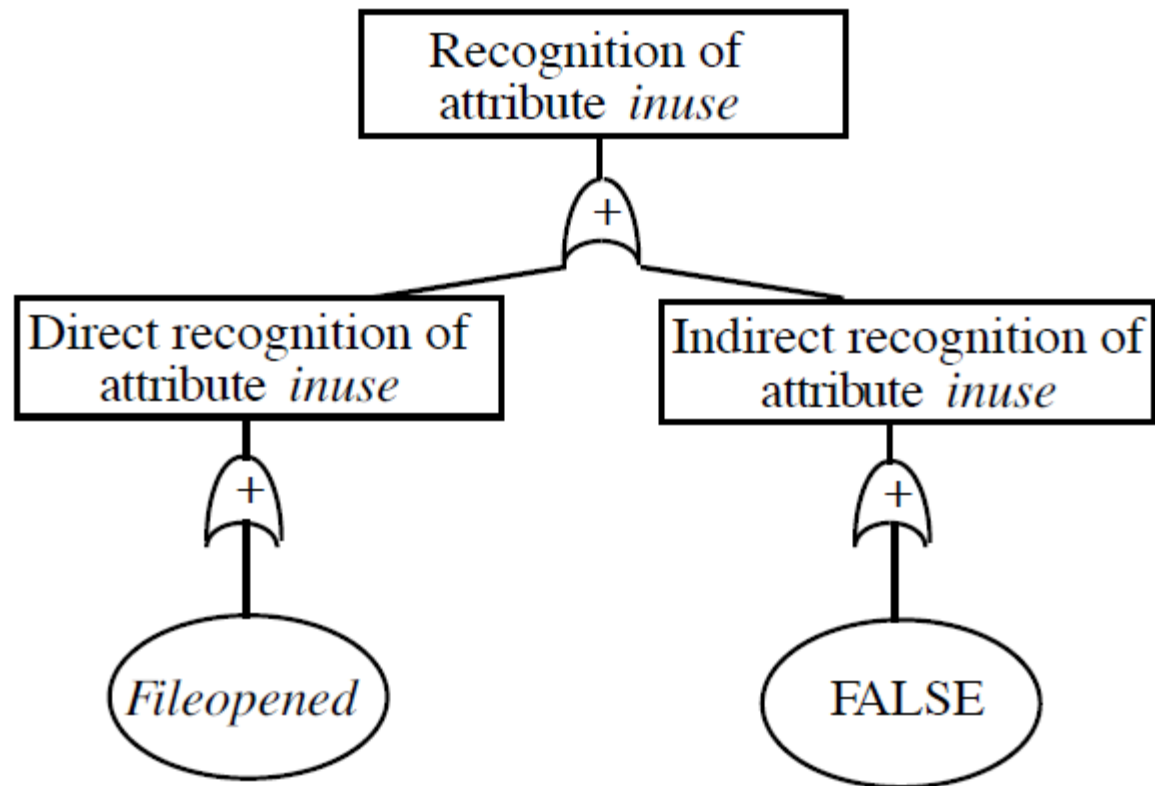 Recognition of
attribute inuse
+
Direct recognition of
attribute inuse
Indirect recognition of
attribute inuse
+
+
Fileopened
FALSE